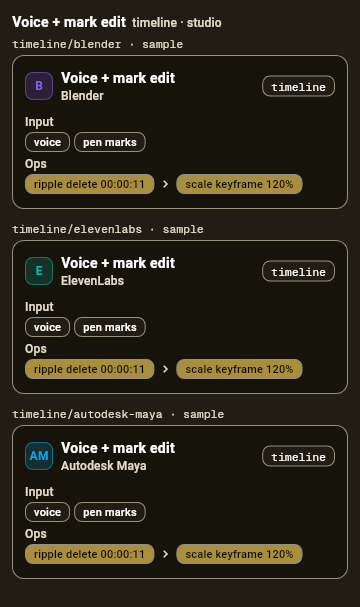 Voice + mark edit timeline · studio
timeline/blender · sample
B
Voice + mark edit
Blender
timeline
Input
voice pen marks
Ops
ripple delete 00:00:11 › scale keyframe 120%
timeline/elevenlabs · sample
E
Voice + mark edit
ElevenLabs
timeline
Input
voice pen marks
Ops
ripple delete 00:00:11 › scale keyframe 120%
timeline/autodesk-maya · sample
AM
Voice + mark edit
Autodesk Maya
timeline
Input
voice pen marks
Ops
ripple delete 00:00:11 › scale keyframe 120%